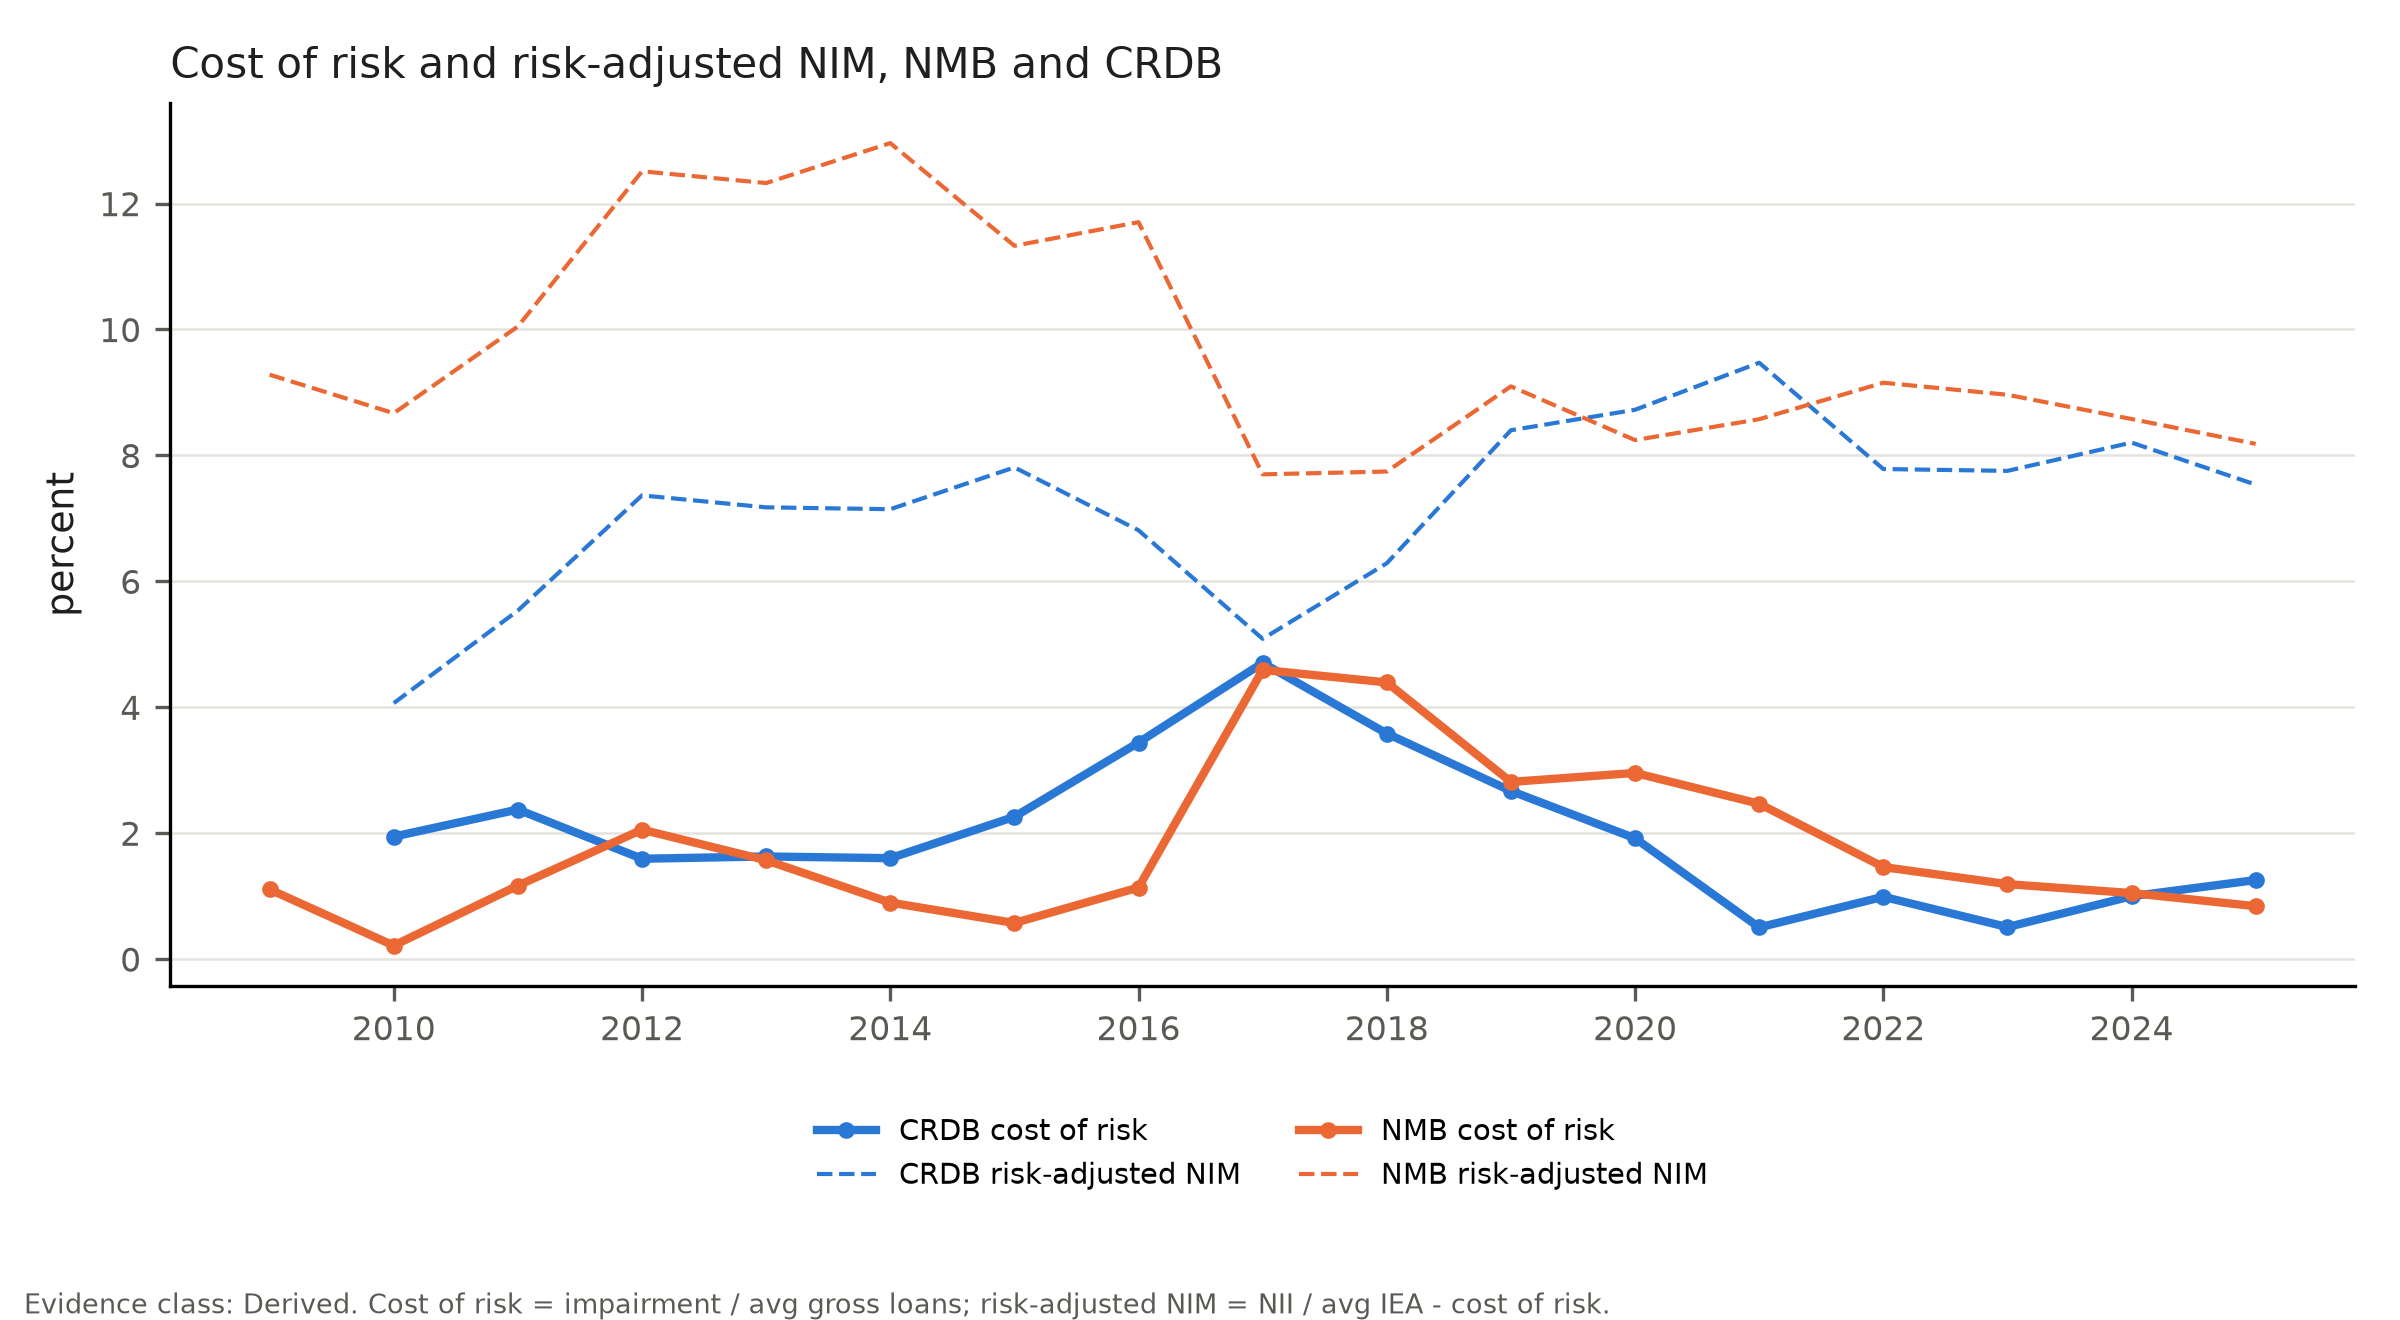 Cost of risk and risk-adjusted NIM, NMB and CRDB
percent
12
10
8
6
4
2
0
2010 2012 2014 2016 2018 2020 2022 2024
CRDB cost of risk
CRDB risk-adjusted NIM
NMB cost of risk
NMB risk-adjusted NIM
Evidence class: Derived. Cost of risk = impairment / avg gross loans; risk-adjusted NIM = NII / avg IEA - cost of risk.